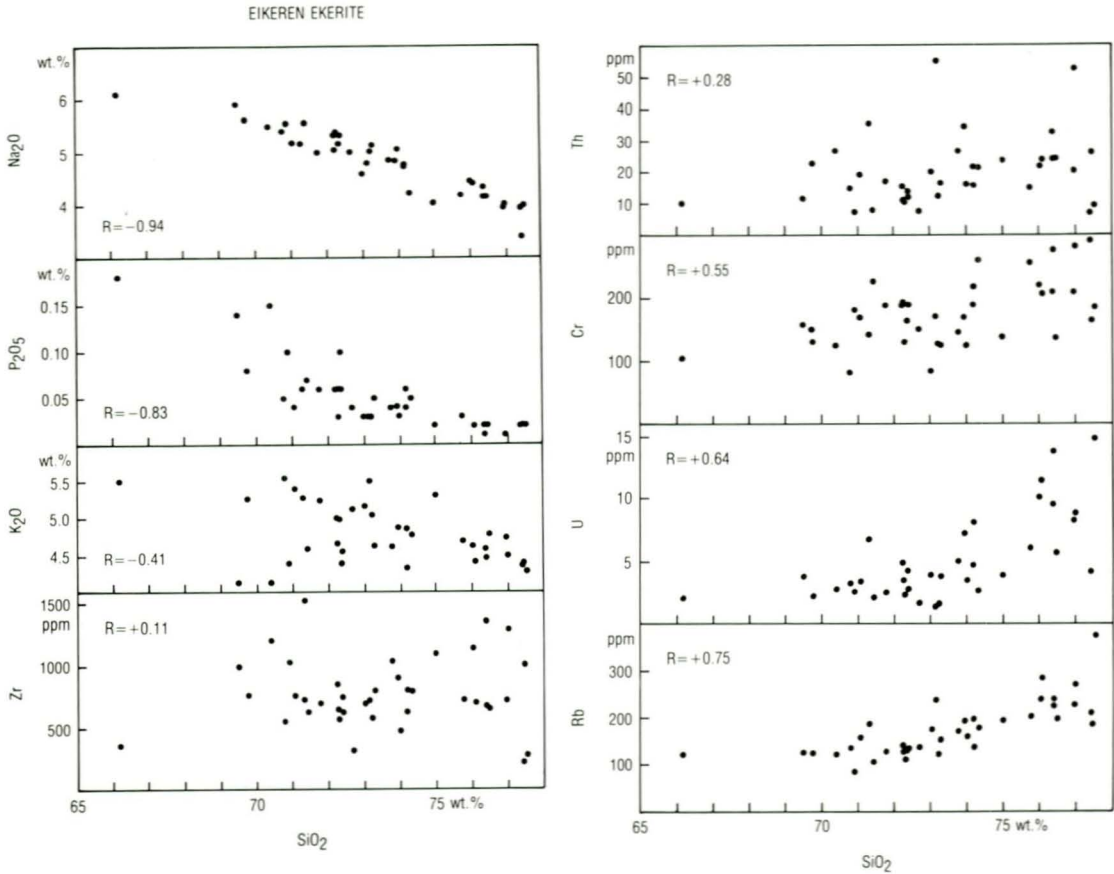 EIKEREN EKERITE
wt.%
6
5
4
Na2O
R=−0.94
wt.%
0.15
0.10
0.05
P2O5
R=−0.83
wt.%
5.5
5.0
4.5
K2O
R=−0.41
1500
ppm
1000
500
Zr
R=+0.11
65
70
75 wt.%
SiO2
ppm
50
40
30
20
10
Th
R=+0.28
ppm
200
100
Cr
R=+0.55
15
ppm
10
5
U
R=+0.64
ppm
300
200
100
Rb
R=+0.75
65
70
75 wt.%
SiO2